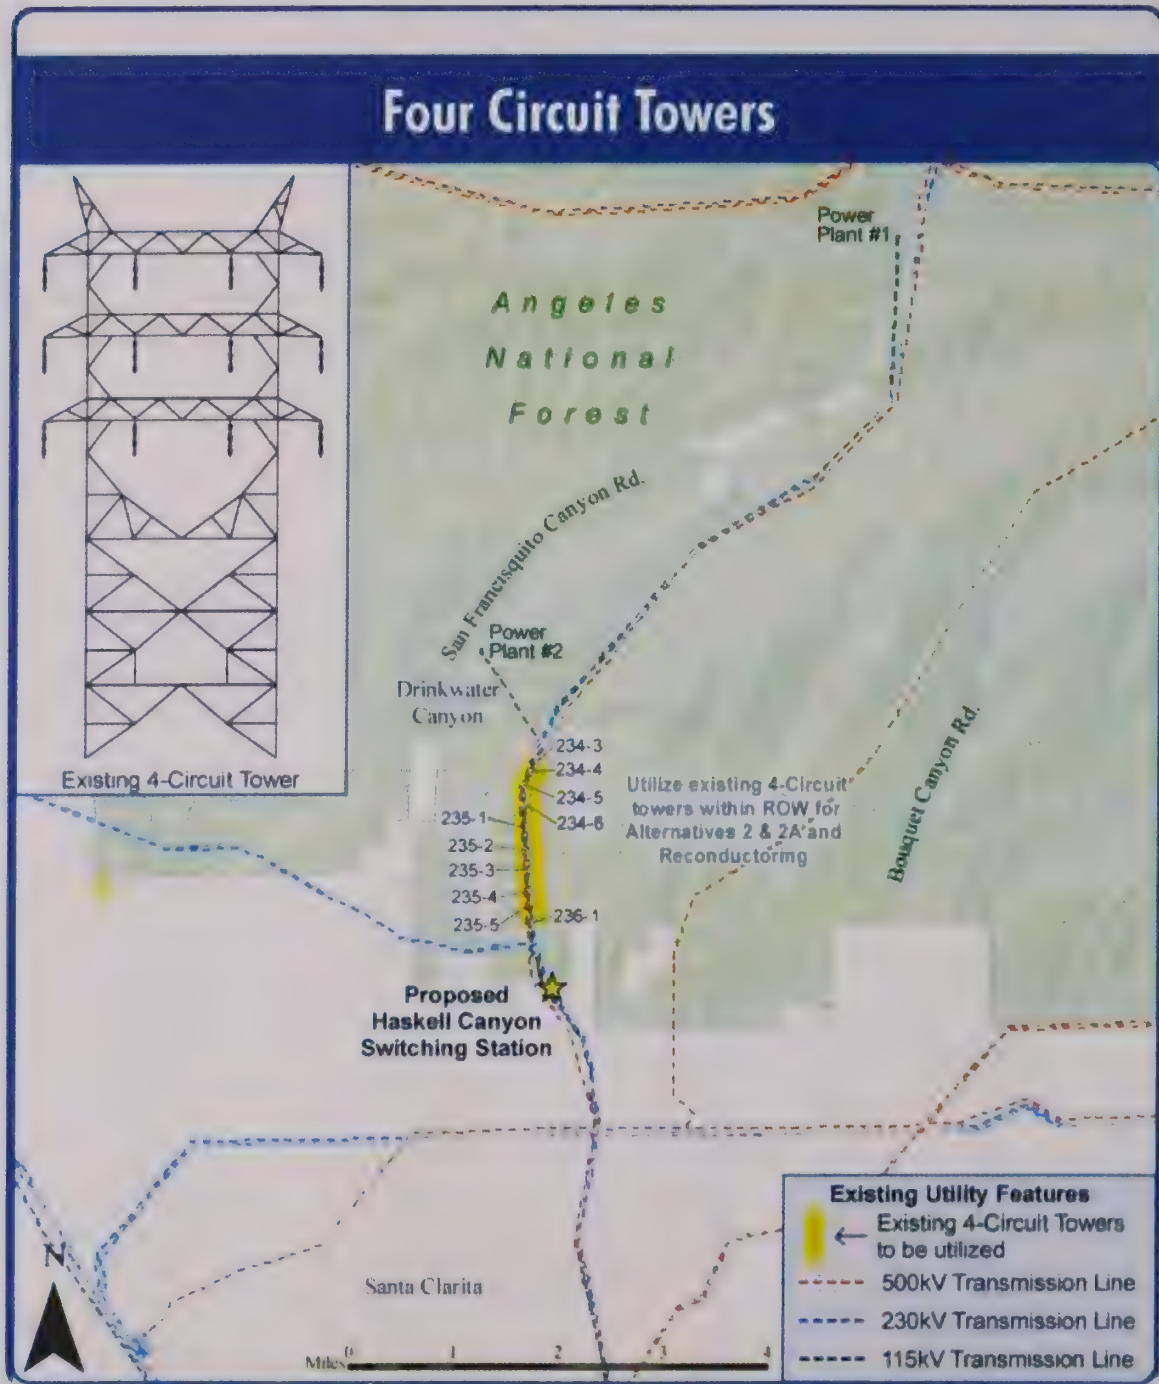 Four Circuit Towers
Existing 4-Circuit Tower
Power
Plant #1
Angeles
National
Forest
San Francisquito Canyon Rd.
Power
Plant #2
Drinkwater
Canyon
234-3
234-4
234-5
234-6
235-1
235-2
235-3
235-4
235-5
236-1
Utilize existing 4-Circuit
towers within ROW for
Alternatives 2 & 2A and
Reconductoring
Bouquet Canyon Rd.
Proposed
Haskell Canyon
Switching Station
Santa Clarita
N
Miles
0 1 2 3 4
Existing Utility Features
Existing 4-Circuit Towers
to be utilized
500kV Transmission Line
230kV Transmission Line
115kV Transmission Line